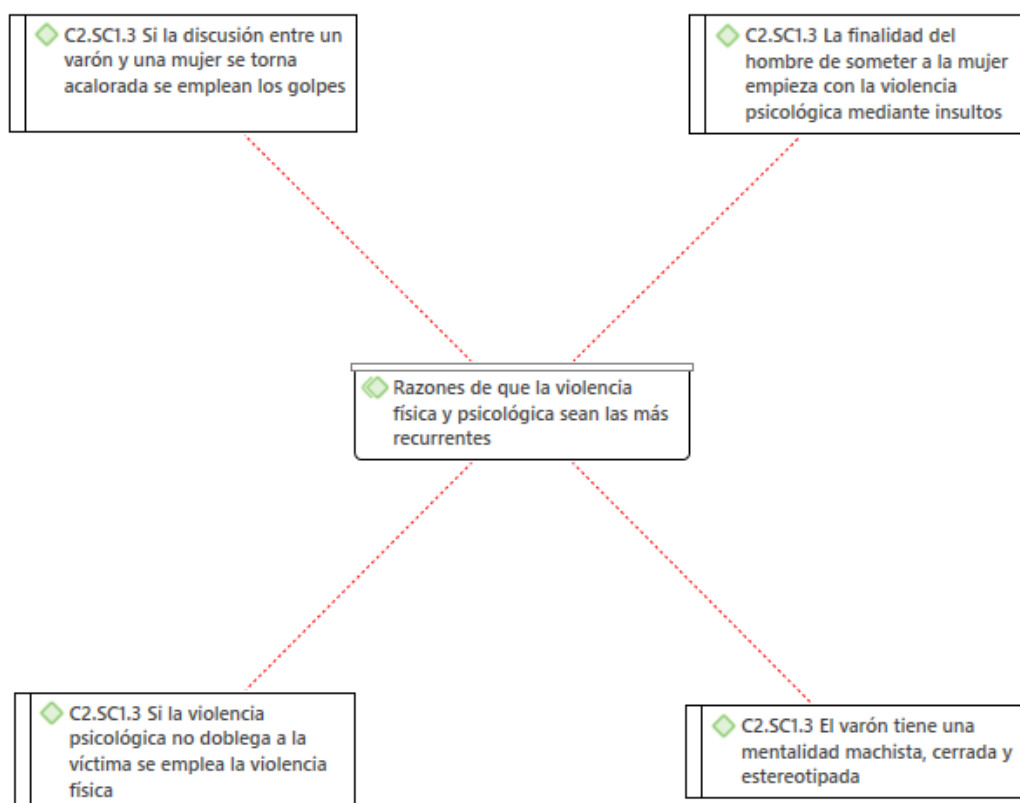 C2.SC1.3 Si la discusión entre un
varón y una mujer se torna
acalorada se emplean los golpes
C2.SC1.3 La finalidad del
hombre de someter a la mujer
empieza con la violencia
psicológica mediante insultos
Razones de que la violencia
física y psicológica sean las más
recurrentes
C2.SC1.3 Si la violencia
psicológica no doblega a la
víctima se emplea la violencia
física
C2.SC1.3 El varón tiene una
mentalidad machista, cerrada y
estereotipada